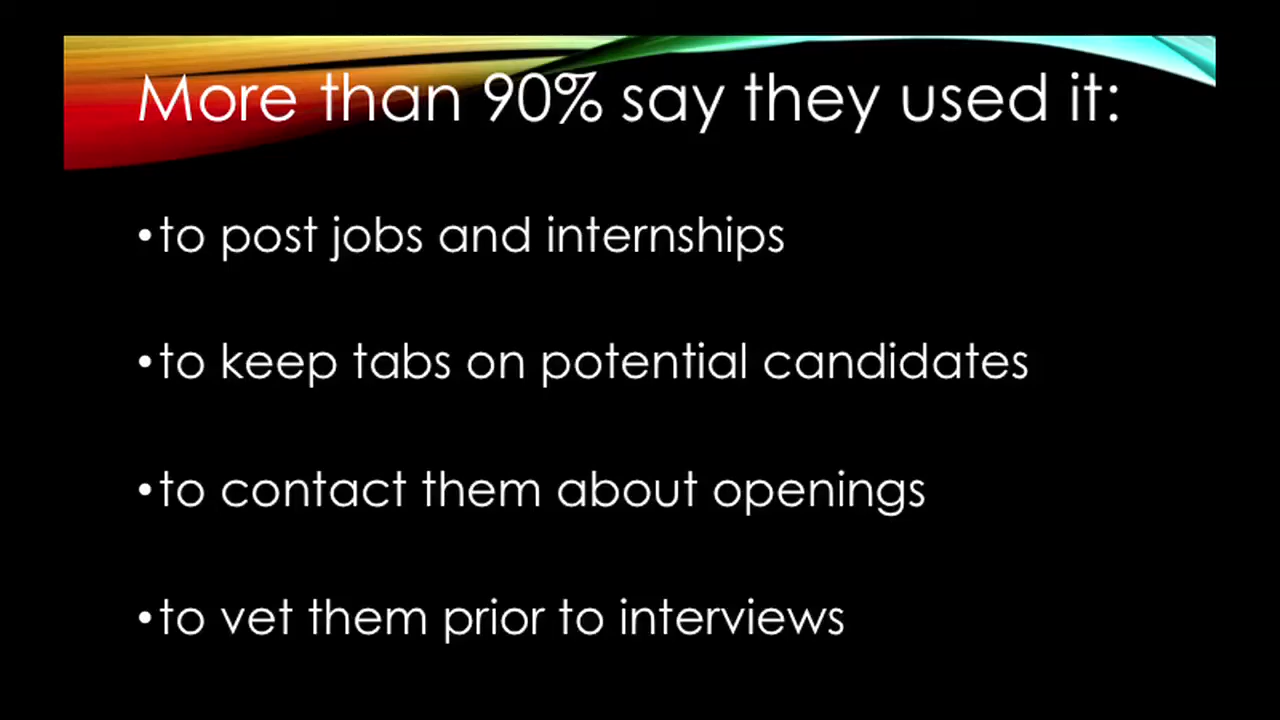 More than 90% say they used it:
•to post jobs and internships
•to keep tabs on potential candidates
•to contact them about openings
•to vet them prior to interviews